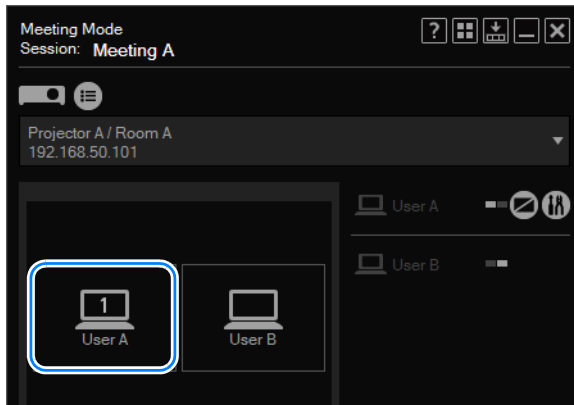 Meeting Mode
Session: Meeting A
?
Projector A / Room A
192.168.50.101
User A
User B
1
User A
User B